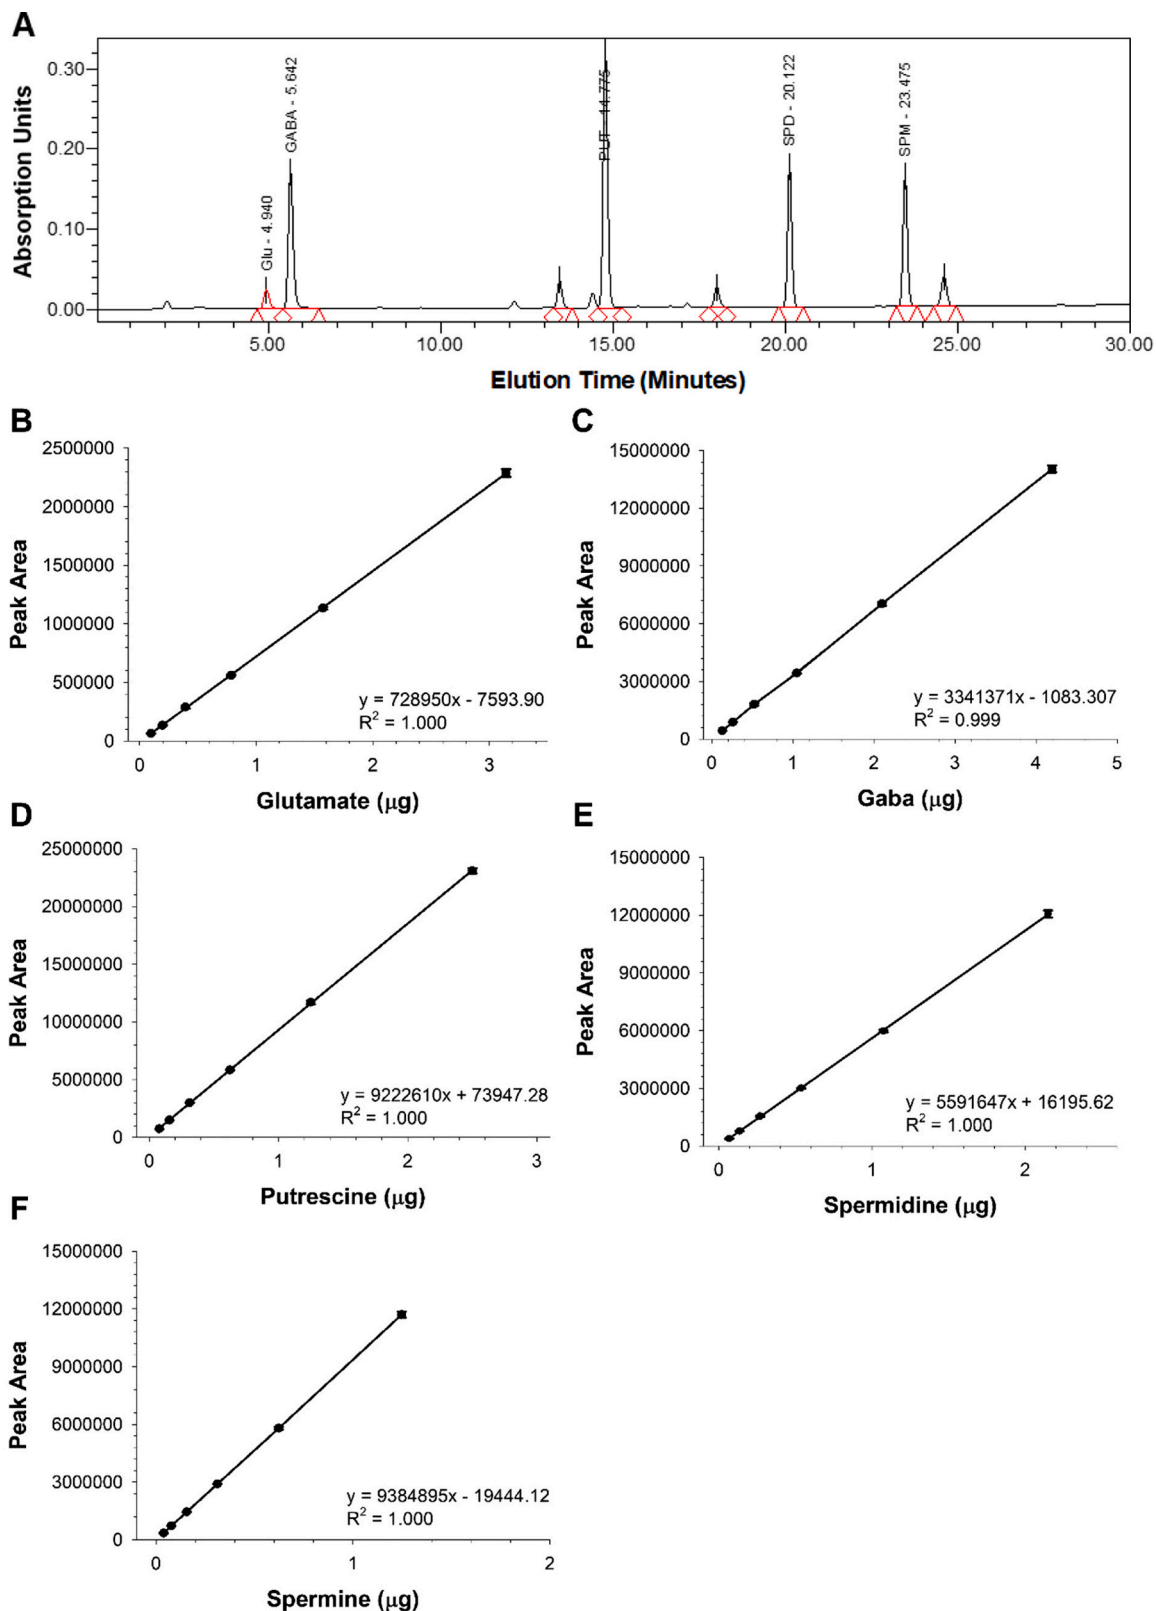 A
Absorption Units
0.30
0.20
0.10
0.00
Glu - 4.940
GABA - 5.642
PUT - 14.775
SPD - 20.122
SPM - 23.475
5.00 10.00 15.00 20.00 25.00 30.00
Elution Time (Minutes)
B
Peak Area
2500000
2000000
1500000
1000000
500000
0
y = 728950x - 7593.90
R² = 1.000
0 1 2 3
Glutamate (µg)
C
Peak Area
15000000
12000000
9000000
6000000
3000000
0
y = 3341371x - 1083.307
R² = 0.999
0 1 2 3 4 5
Gaba (µg)
D
Peak Area
25000000
20000000
15000000
10000000
5000000
0
y = 9222610x + 73947.28
R² = 1.000
0 1 2 3
Putrescine (µg)
E
Peak Area
15000000
12000000
9000000
6000000
3000000
0
y = 5591647x + 16195.62
R² = 1.000
0 1 2
Spermidine (µg)
F
Peak Area
15000000
12000000
9000000
6000000
3000000
0
y = 9384895x - 19444.12
R² = 1.000
0 1 2
Spermine (µg)